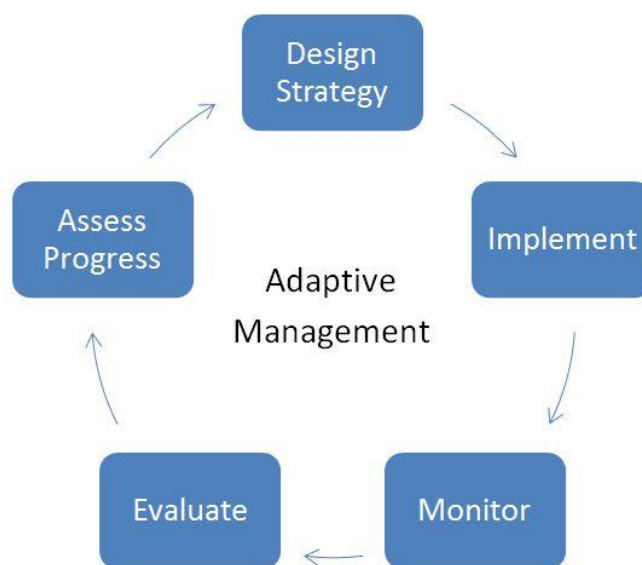 Design
Strategy
Implement
Monitor
Evaluate
Assess
Progress
Adaptive
Management